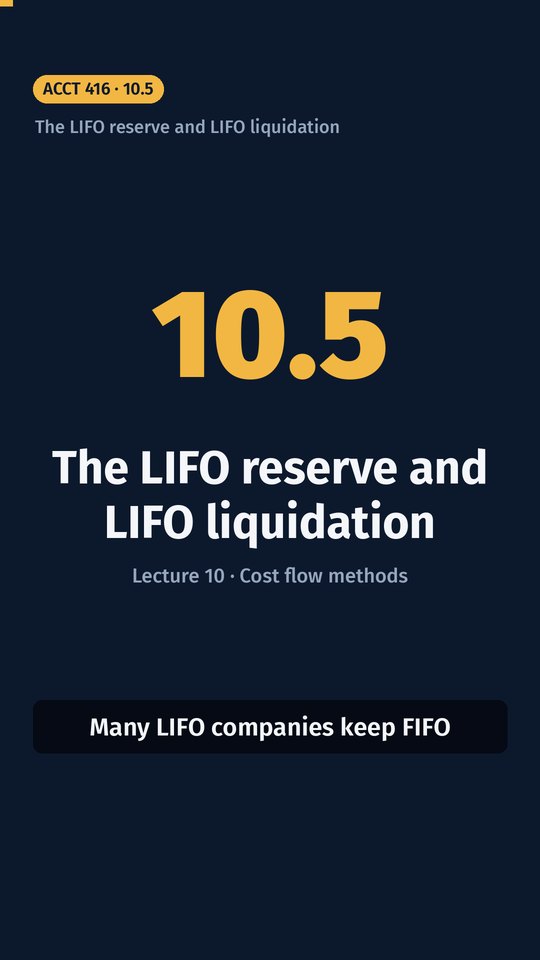 ACCT 416 · 10.5
The LIFO reserve and LIFO liquidation
10.5
The LIFO reserve and
LIFO liquidation
Lecture 10 · Cost flow methods
Many LIFO companies keep FIFO